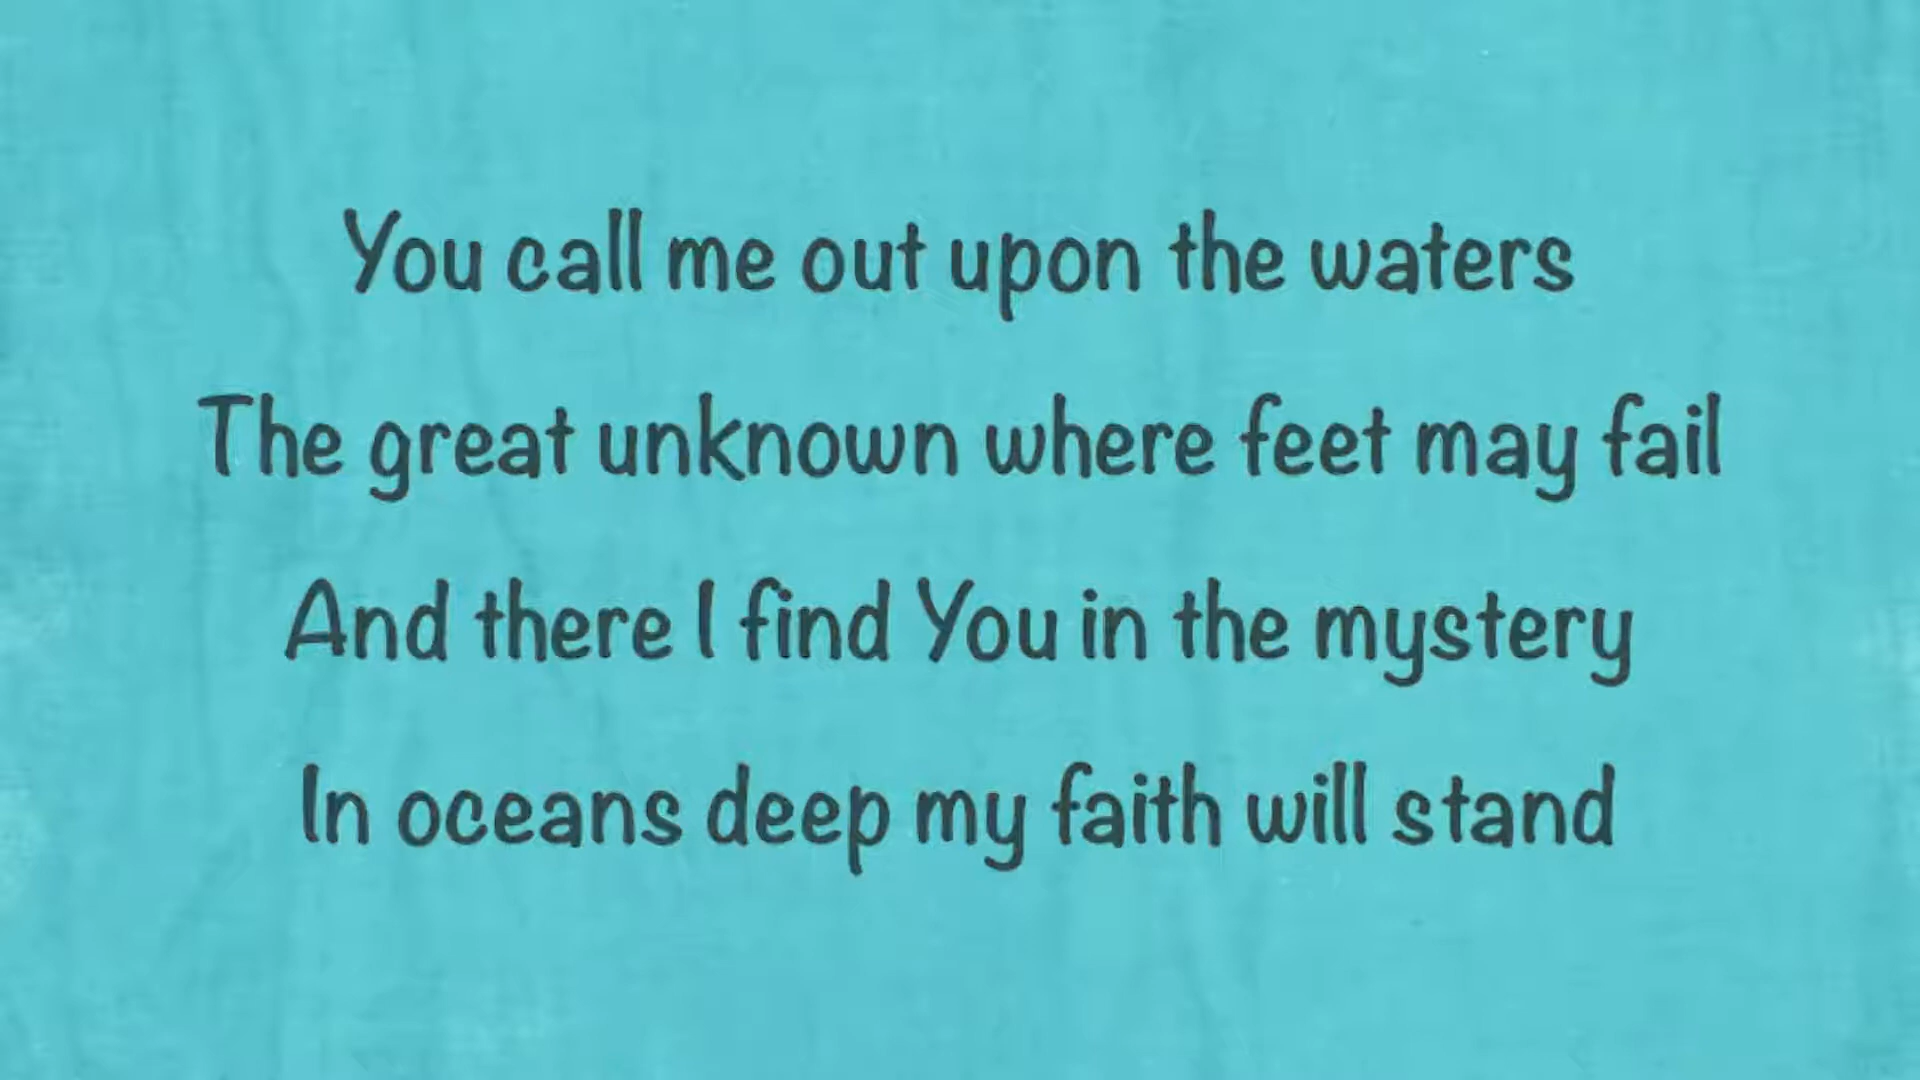 You call me out upon the waters
The great unknown where feet may fail
And there I find You in the mystery
In oceans deep my faith will stand